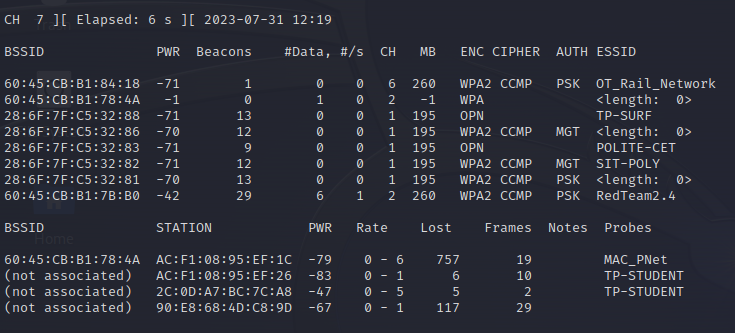 CH  7 ][ Elapsed: 6 s ][ 2023-07-31 12:19
BSSID              PWR  Beacons    #Data, #/s  CH   MB   ENC CIPHER  AUTH ESSID
60:45:CB:B1:84:18  -71        1        0    0   6  260   WPA2 CCMP   PSK  OT_Rail_Network
60:45:CB:B1:78:4A   -1        0        1    0   2   -1   WPA              <length:  0>
28:6F:7F:C5:32:88  -71       13        0    0   1  195   OPN              TP-SURF
28:6F:7F:C5:32:86  -70       12        0    0   1  195   WPA2 CCMP   MGT  <length:  0>
28:6F:7F:C5:32:83  -71        9        0    0   1  195   OPN              POLITE-CET
28:6F:7F:C5:32:82  -71       12        0    0   1  195   WPA2 CCMP   MGT  SIT-POLY
28:6F:7F:C5:32:81  -70       13        0    0   1  195   WPA2 CCMP   PSK  <length:  0>
60:45:CB:B1:7B:B0  -42       29        6    1   2  260   WPA2 CCMP   PSK  RedTeam2.4
BSSID              STATION            PWR   Rate    Lost    Frames  Notes  Probes
60:45:CB:B1:78:4A  AC:F1:08:95:EF:1C  -79    0 - 6    757       19         MAC_PNet
(not associated)   AC:F1:08:95:EF:26  -83    0 - 1      6       10         TP-STUDENT
(not associated)   2C:0D:A7:BC:7C:A8  -47    0 - 5      5        2         TP-STUDENT
(not associated)   90:E8:68:4D:C8:9D  -67    0 - 1    117       29
Home